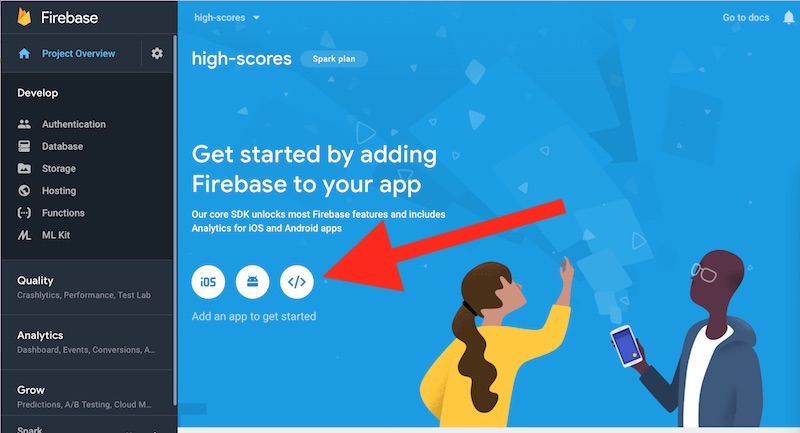 Firebase
high-scores
Go to docs
Project Overview
high-scores
Spark plan
Develop
Authentication
Database
Storage
Hosting
Functions
ML Kit
Get started by adding
Firebase to your app
Our core SDK unlocks most Firebase features and includes
Analytics for iOS and Android apps
iOS
</>
Add an app to get started
Quality
Crashlytics, Performance, Test Lab
Analytics
Dashboard, Events, Conversions, A...
Grow
Predictions, A/B Testing, Cloud M...
Spark